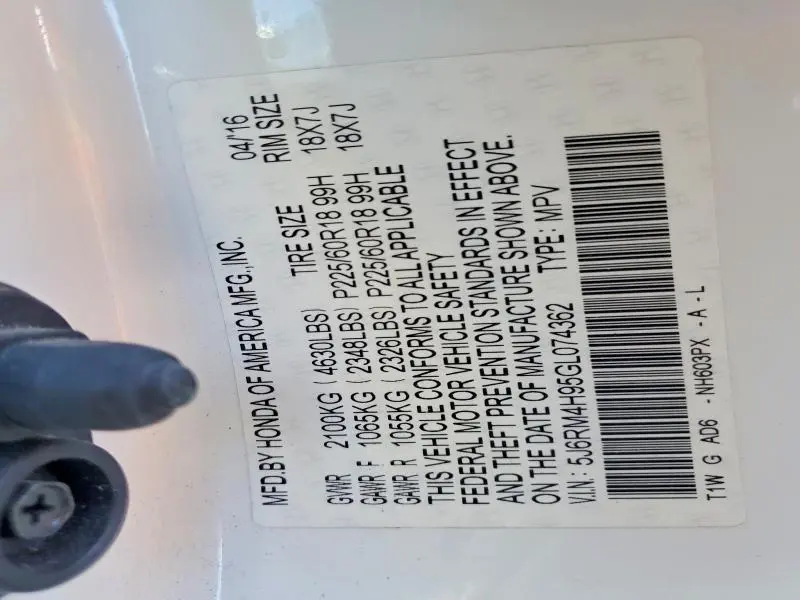 MFD.BY HONDA OF AMERICA MFG.,INC. 04/'16
TIRE SIZE RIM SIZE
GVWR 2100KG ( 4630LBS)
GAWR F 1065KG ( 2348LBS) P225/60R18 99H 18X7J
GAWR R 1055KG ( 2326LBS) P225/60R18 99H 18X7J
THIS VEHICLE CONFORMS TO ALL APPLICABLE
FEDERAL MOTOR VEHICLE SAFETY
AND THEFT PREVENTION STANDARDS IN EFFECT
ON THE DATE OF MANUFACTURE SHOWN ABOVE.
V.I.N: 5J6RM4H95GL074362 TYPE: MPV
T1W G AD6 -NH603PX -A-L